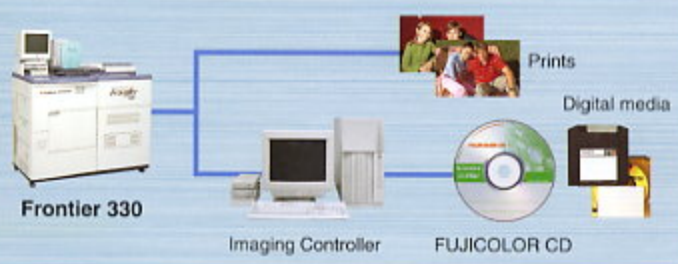 Prints
Digital media
Frontier 330
Imaging Controller
FUJICOLOR CD